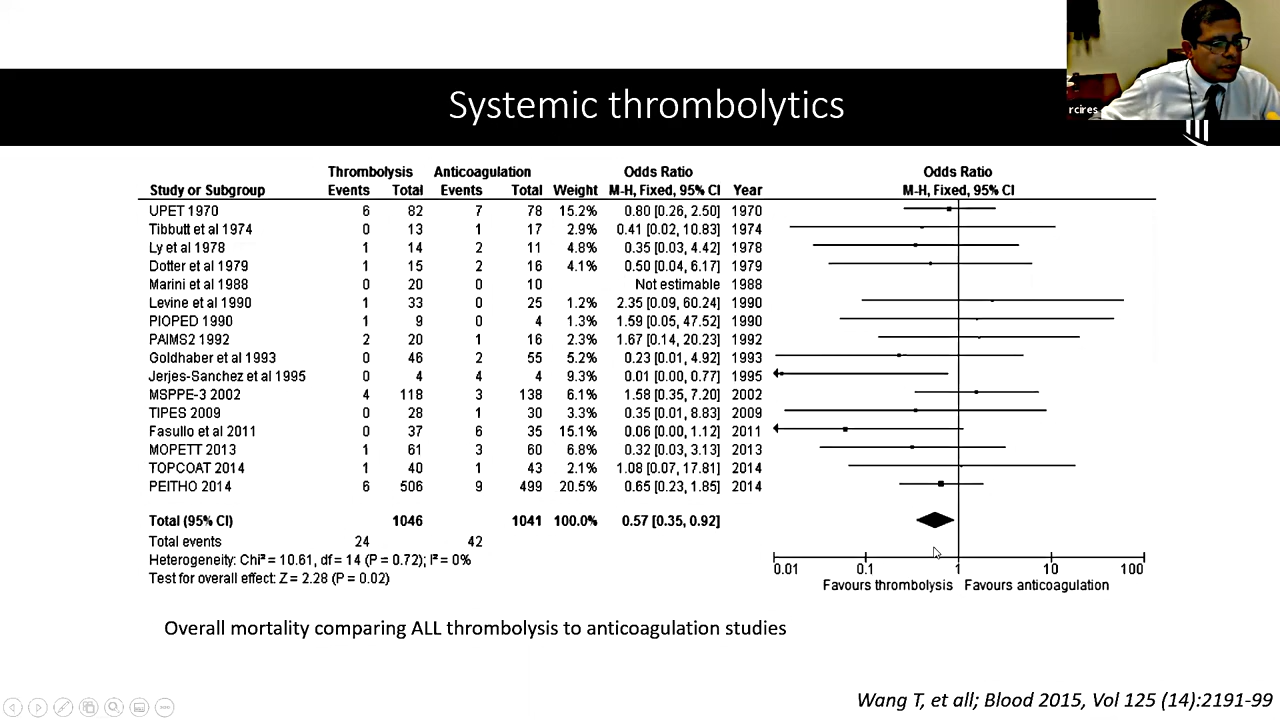 rcires
Systemic thrombolytics
Thrombolysis Anticoagulation Odds Ratio Odds Ratio
Study or Subgroup Events Total Events Total Weight M-H, Fixed, 95% CI Year M-H, Fixed, 95% CI
UPET 1970 6 82 7 78 15.2% 0.80 [0.26, 2.50] 1970
Tibbutt et al 1974 0 13 1 17 2.9% 0.41 [0.02, 10.83] 1974
Ly et al 1978 1 14 2 11 4.8% 0.35 [0.03, 4.42] 1978
Dotter et al 1979 1 15 2 16 4.1% 0.50 [0.04, 6.17] 1979
Marini et al 1988 0 20 0 10 Not estimable 1988
Levine et al 1990 1 33 0 25 1.2% 2.35 [0.09, 60.24] 1990
PIOPED 1990 1 9 0 4 1.3% 1.59 [0.05, 47.52] 1990
PAIMS2 1992 2 20 1 16 2.3% 1.67 [0.14, 20.23] 1992
Goldhaber et al 1993 0 46 2 55 5.2% 0.23 [0.01, 4.92] 1993
Jerjes-Sanchez et al 1995 0 4 4 4 9.3% 0.01 [0.00, 0.77] 1995
MSPPE-3 2002 4 118 3 138 6.1% 1.58 [0.35, 7.20] 2002
TIPES 2009 0 28 1 30 3.3% 0.35 [0.01, 8.83] 2009
Fasullo et al 2011 0 37 6 35 15.1% 0.06 [0.00, 1.12] 2011
MOPETT 2013 1 61 3 60 6.8% 0.32 [0.03, 3.13] 2013
TOPCOAT 2014 1 40 1 43 2.1% 1.08 [0.07, 17.81] 2014
PEITHO 2014 6 506 9 499 20.5% 0.65 [0.23, 1.85] 2014
Total (95% CI) 1046 1041 100.0% 0.57 [0.35, 0.92]
Total events 24 42
Heterogeneity: Chi² = 10.61, df = 14 (P = 0.72); I² = 0%
Test for overall effect: Z = 2.28 (P = 0.02)
0.01 0.1 1 10 100
Favours thrombolysis Favours anticoagulation
Overall mortality comparing ALL thrombolysis to anticoagulation studies
Wang T, et all; Blood 2015, Vol 125 (14):2191-99